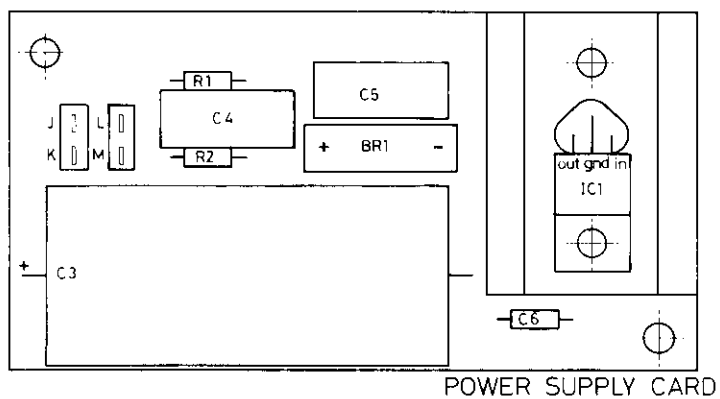 R1
C5
J L C4
+ BR1 -
K M R2
out gnd in
IC1
+ C3
C6
POWER SUPPLY CARD